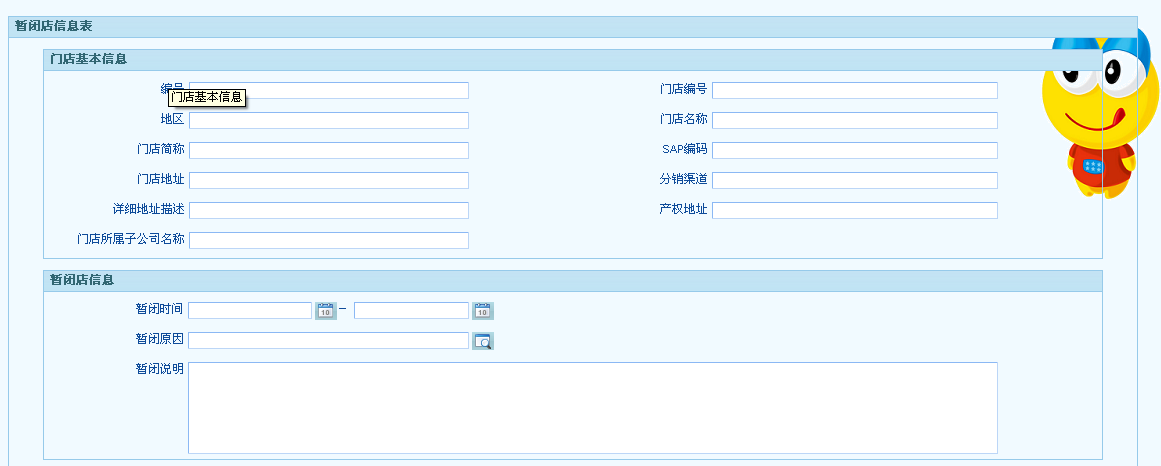 暂闭店信息表
门店基本信息
编号 门店编号
门店基本信息
地区 门店名称
门店简称 SAP编码
门店地址 分销渠道
详细地址描述 产权地址
门店所属子公司名称
暂闭店信息
暂闭时间 10 – 10
暂闭原因
暂闭说明